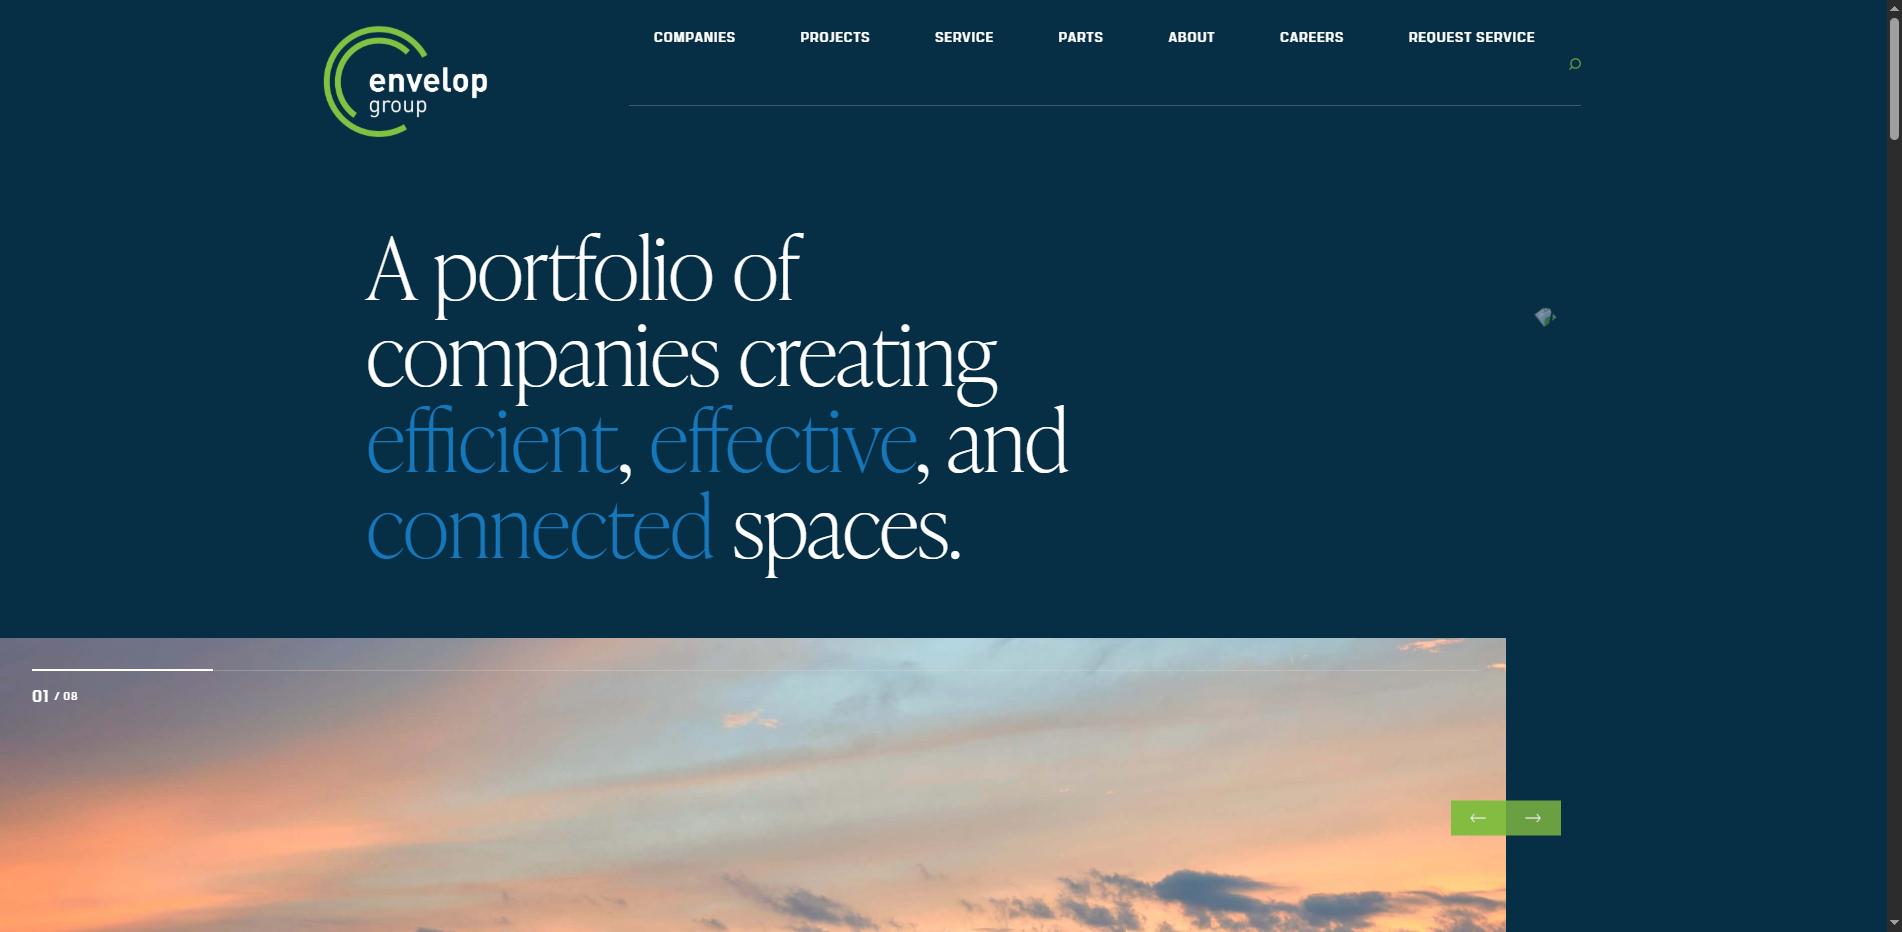 envelop
group
COMPANIES
PROJECTS
SERVICE
PARTS
ABOUT
CAREERS
REQUEST SERVICE
A portfolio of
companies creating
efficient, effective, and
connected spaces.
01 / 08